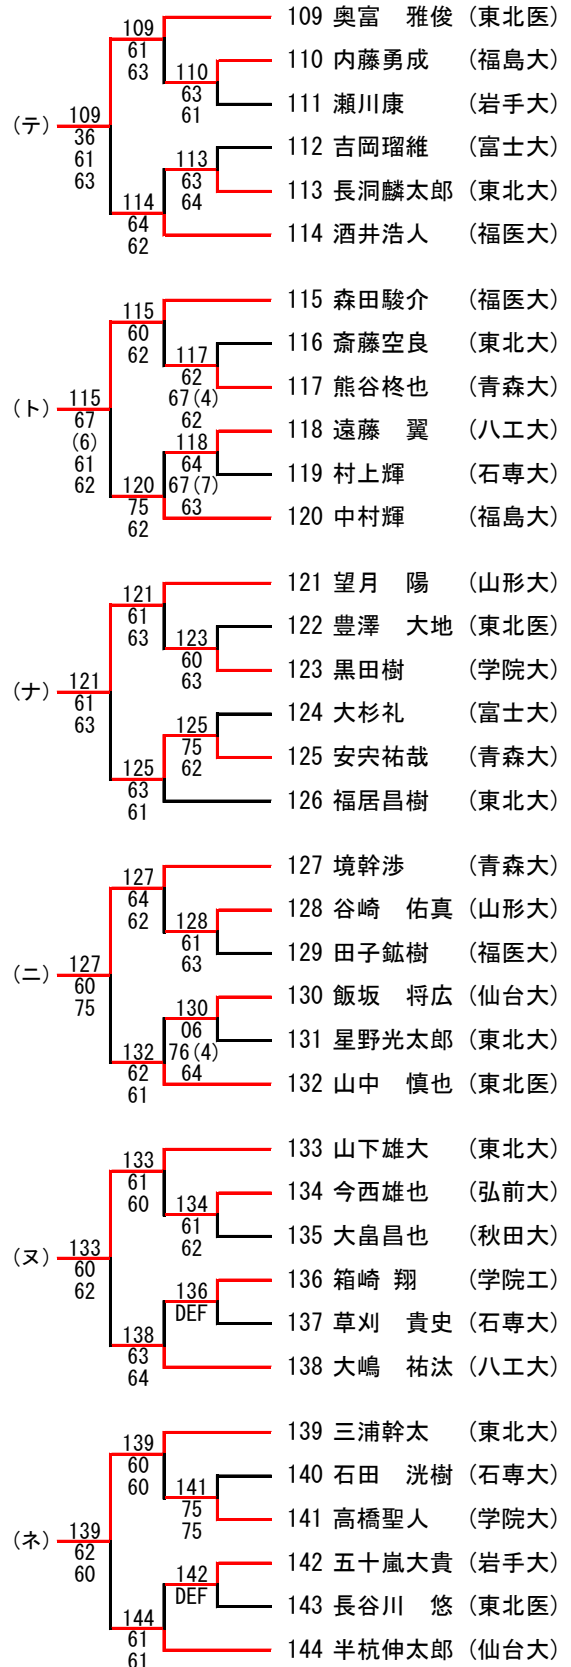 109 奥富　雅俊 (東北医)
109
61
63
110 内藤勇成 (福島大)
110
63
61
111 瀬川康 (岩手大)
(テ)
109
36
61
63
112 吉岡瑠維 (富士大)
113
63
64
113 長洞麟太郎 (東北大)
114
64
62
114 酒井浩人 (福医大)
115 森田駿介 (福医大)
115
60
62
116 斎藤空良 (東北大)
117
62
67(4)
62
117 熊谷柊也 (青森大)
(ト)
115
67
(6)
61
62
118 遠藤　翼 (八工大)
118
64
67(7)
63
119 村上輝 (石専大)
120
75
62
120 中村輝 (福島大)
121 望月　陽 (山形大)
121
61
63
122 豊澤　大地 (東北医)
123
60
63
123 黒田樹 (学院大)
(ナ)
121
61
63
124 大杉礼 (富士大)
125
75
62
125 安宍祐哉 (青森大)
125
63
61
126 福居昌樹 (東北大)
127 境幹渉 (青森大)
127
64
62
128 谷崎　佑真 (山形大)
128
61
63
129 田子鉱樹 (福医大)
(ニ)
127
60
75
130 飯坂　将広 (仙台大)
130
06
76(4)
64
131 星野光太郎 (東北大)
132
62
61
132 山中　慎也 (東北医)
133 山下雄大 (東北大)
133
61
60
134 今西雄也 (弘前大)
134
61
62
135 大畠昌也 (秋田大)
(ヌ)
133
60
62
136 箱崎 翔 (学院工)
136
DEF
137 草刈　貴史 (石専大)
138
63
64
138 大嶋　祐汰 (八工大)
139 三浦幹太 (東北大)
139
60
60
140 石田　洸樹 (石専大)
141
75
75
141 高橋聖人 (学院大)
(ネ)
139
62
60
142 五十嵐大貴 (岩手大)
142
DEF
143 長谷川　悠 (東北医)
144
61
61
144 半杭伸太郎 (仙台大)